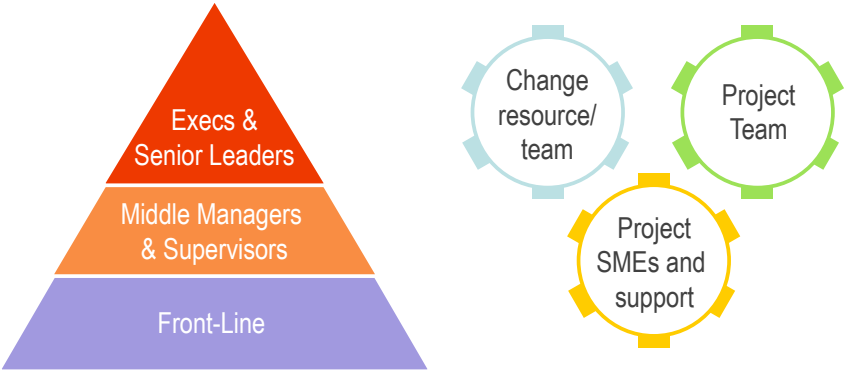 Execs &
Senior Leaders
Middle Managers
& Supervisors
Front-Line
Change
resource/
team
Project
Team
Project
SMEs and
support